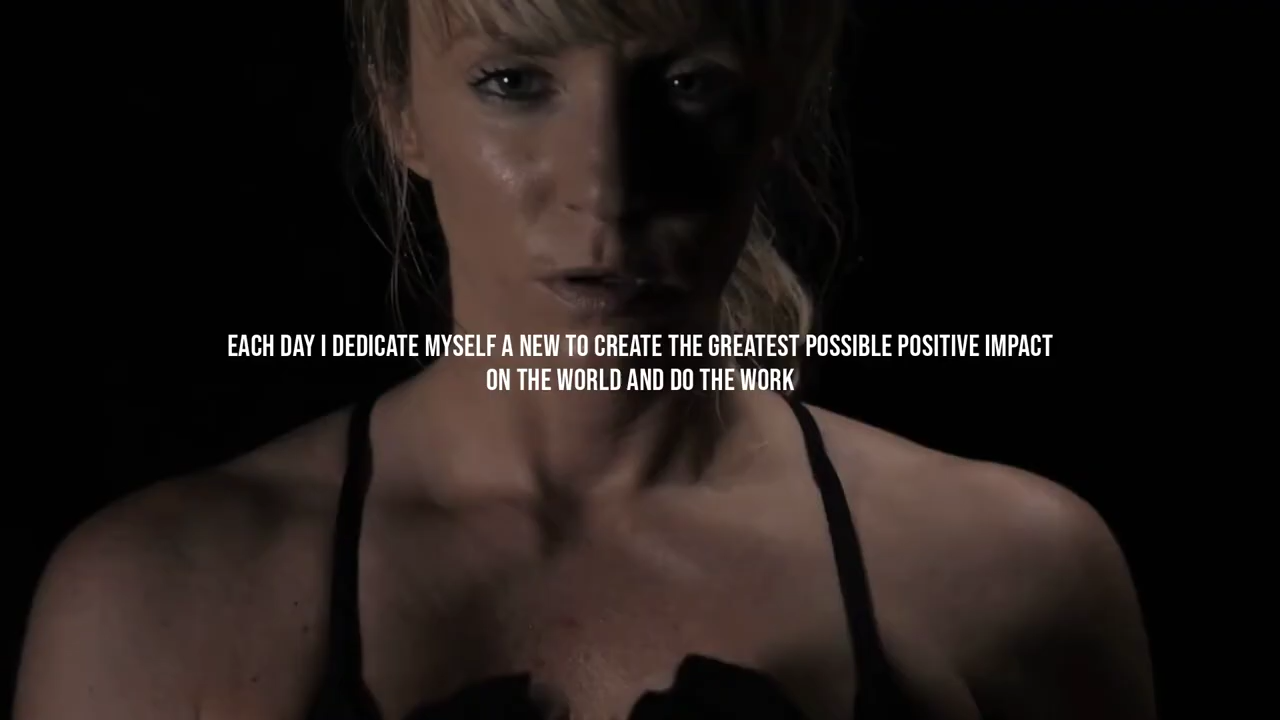 EACH DAY I DEDICATE MYSELF A NEW TO CREATE THE GREATEST POSSIBLE POSITIVE IMPACT
ON THE WORLD AND DO THE WORK